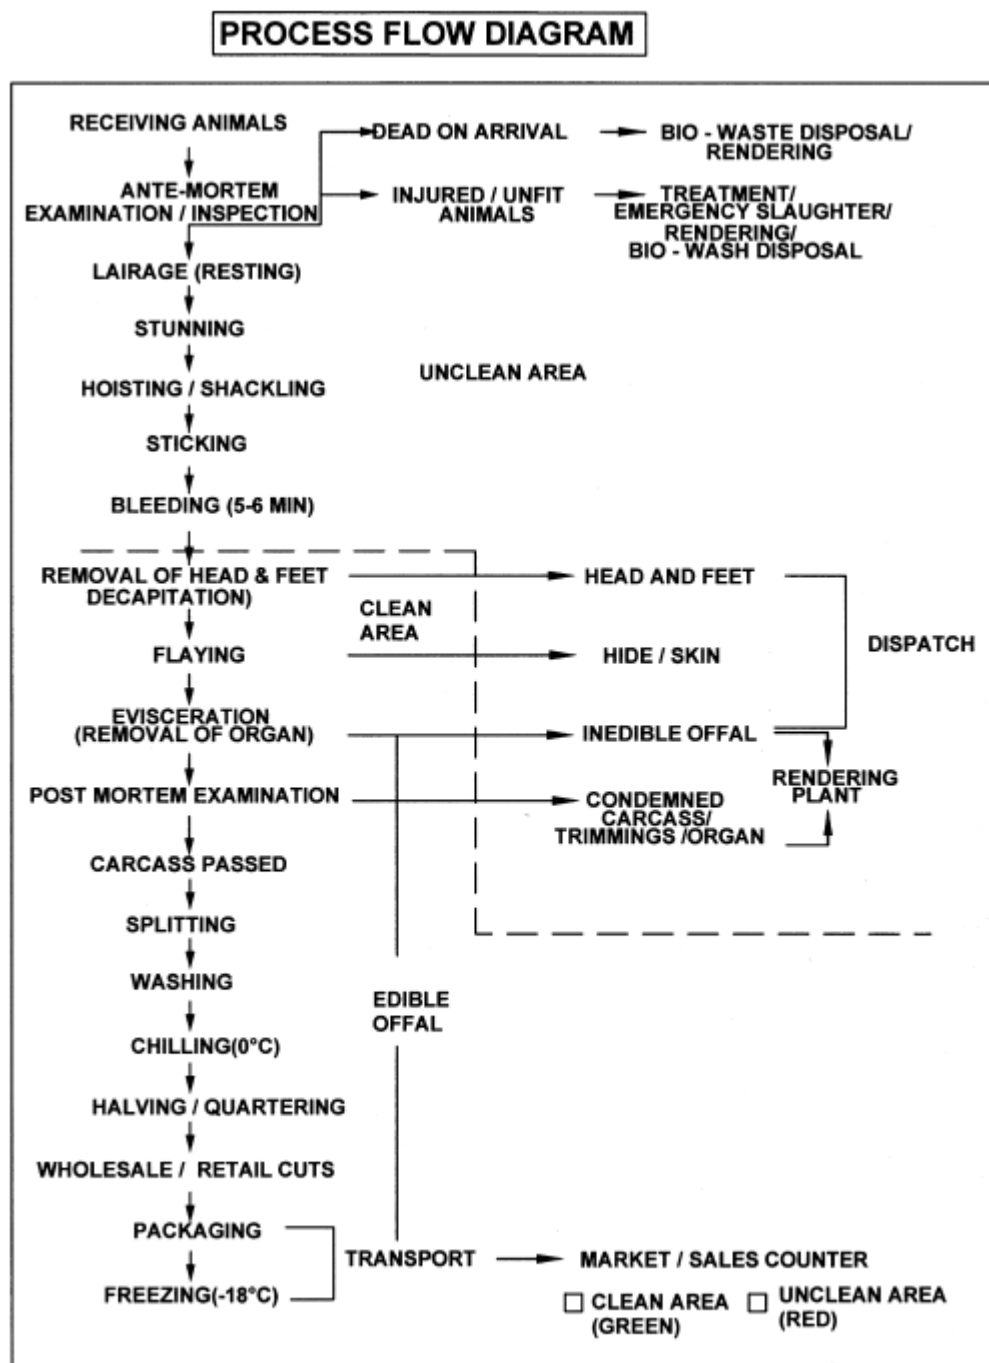 PROCESS FLOW DIAGRAM
RECEIVING ANIMALS
DEAD ON ARRIVAL
BIO - WASTE DISPOSAL/
RENDERING
ANTE-MORTEM
EXAMINATION / INSPECTION
INJURED / UNFIT
ANIMALS
TREATMENT/
EMERGENCY SLAUGHTER/
RENDERING/
BIO - WASH DISPOSAL
LAIRAGE (RESTING)
STUNNING
UNCLEAN AREA
HOISTING / SHACKLING
STICKING
BLEEDING (5-6 MIN)
REMOVAL OF HEAD & FEET
DECAPITATION)
HEAD AND FEET
CLEAN
AREA
DISPATCH
FLAYING
HIDE / SKIN
EVISCERATION
(REMOVAL OF ORGAN)
INEDIBLE OFFAL
RENDERING
PLANT
POST MORTEM EXAMINATION
CONDEMNED
CARCASS/
TRIMMINGS /ORGAN
CARCASS PASSED
SPLITTING
WASHING
EDIBLE
OFFAL
CHILLING(0°C)
HALVING / QUARTERING
WHOLESALE / RETAIL CUTS
PACKAGING
TRANSPORT
MARKET / SALES COUNTER
FREEZING(-18°C)
CLEAN AREA
(GREEN)
UNCLEAN AREA
(RED)